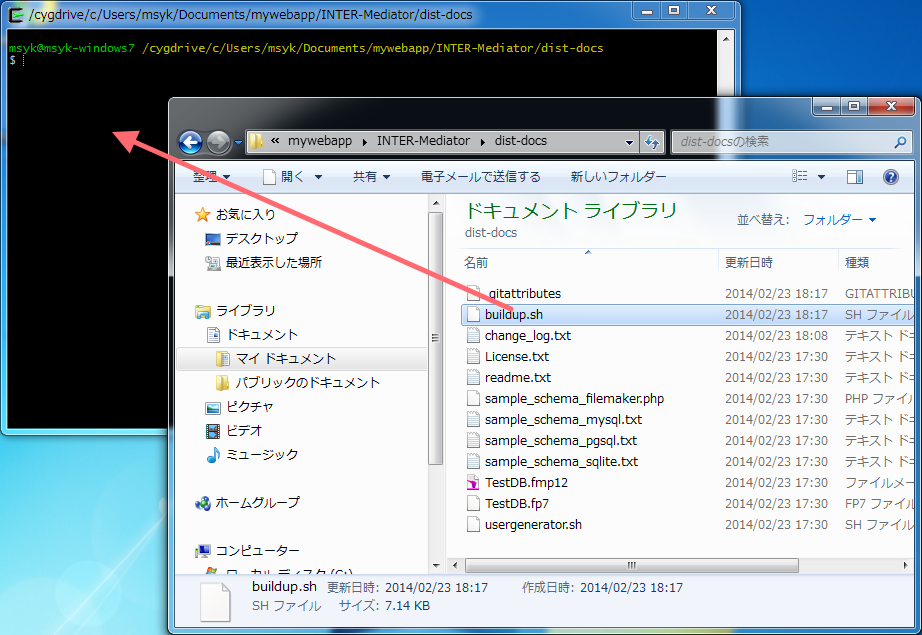 /cygdrive/c/Users/msyk/Documents/mywebapp/INTER-Mediator/dist-docs
msyk@msyk-windows7 /cygdrive/c/Users/msyk/Documents/mywebapp/INTER-Mediator/dist-docs
$
« mywebapp ▸ INTER-Mediator ▸ dist-docs
dist-docsの検索
整理 開く 共有 電子メールで送信する 新しいフォルダー
お気に入り
デスクトップ
最近表示した場所
ライブラリ
ドキュメント
マイ ドキュメント
パブリックのドキュメント
ピクチャ
ビデオ
ミュージック
ホームグループ
コンピューター
ローカル ディスク (C:)
ドキュメント ライブラリ
dist-docs
並べ替え: フォルダー
名前 更新日時 種類
.gitattributes 2014/02/23 18:17 GITATTRIBU
buildup.sh 2014/02/23 18:17 SH ファイル
change_log.txt 2014/02/23 18:08 テキスト ドキ
License.txt 2014/02/23 17:30 テキスト ドキ
readme.txt 2014/02/23 17:30 テキスト ドキ
sample_schema_filemaker.php 2014/02/23 17:30 PHP ファイル
sample_schema_mysql.txt 2014/02/23 17:30 テキスト ドキ
sample_schema_pgsql.txt 2014/02/23 17:30 テキスト ドキ
sample_schema_sqlite.txt 2014/02/23 17:30 テキスト ドキ
TestDB.fmp12 2014/02/23 17:30 ファイルメー
TestDB.fp7 2014/02/23 17:30 FP7 ファイル
usergenerator.sh 2014/02/23 17:30 SH ファイル
buildup.sh 更新日時: 2014/02/23 18:17 作成日時: 2014/02/23 18:17
SH ファイル サイズ: 7.14 KB